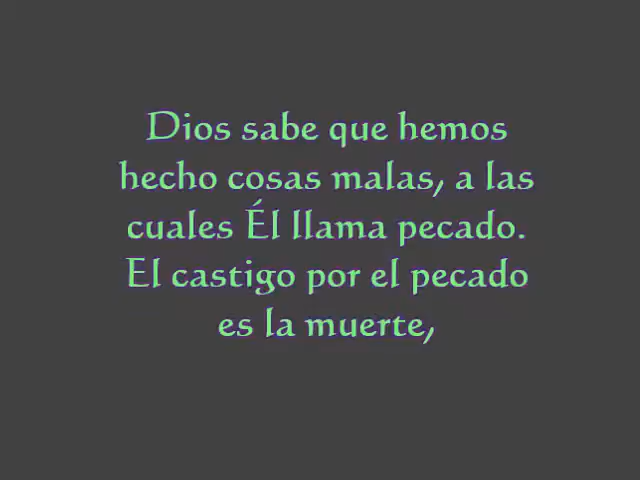 Dios sabe que hemos
hecho cosas malas, a las
cuales Él llama pecado.
El castigo por el pecado
es la muerte,